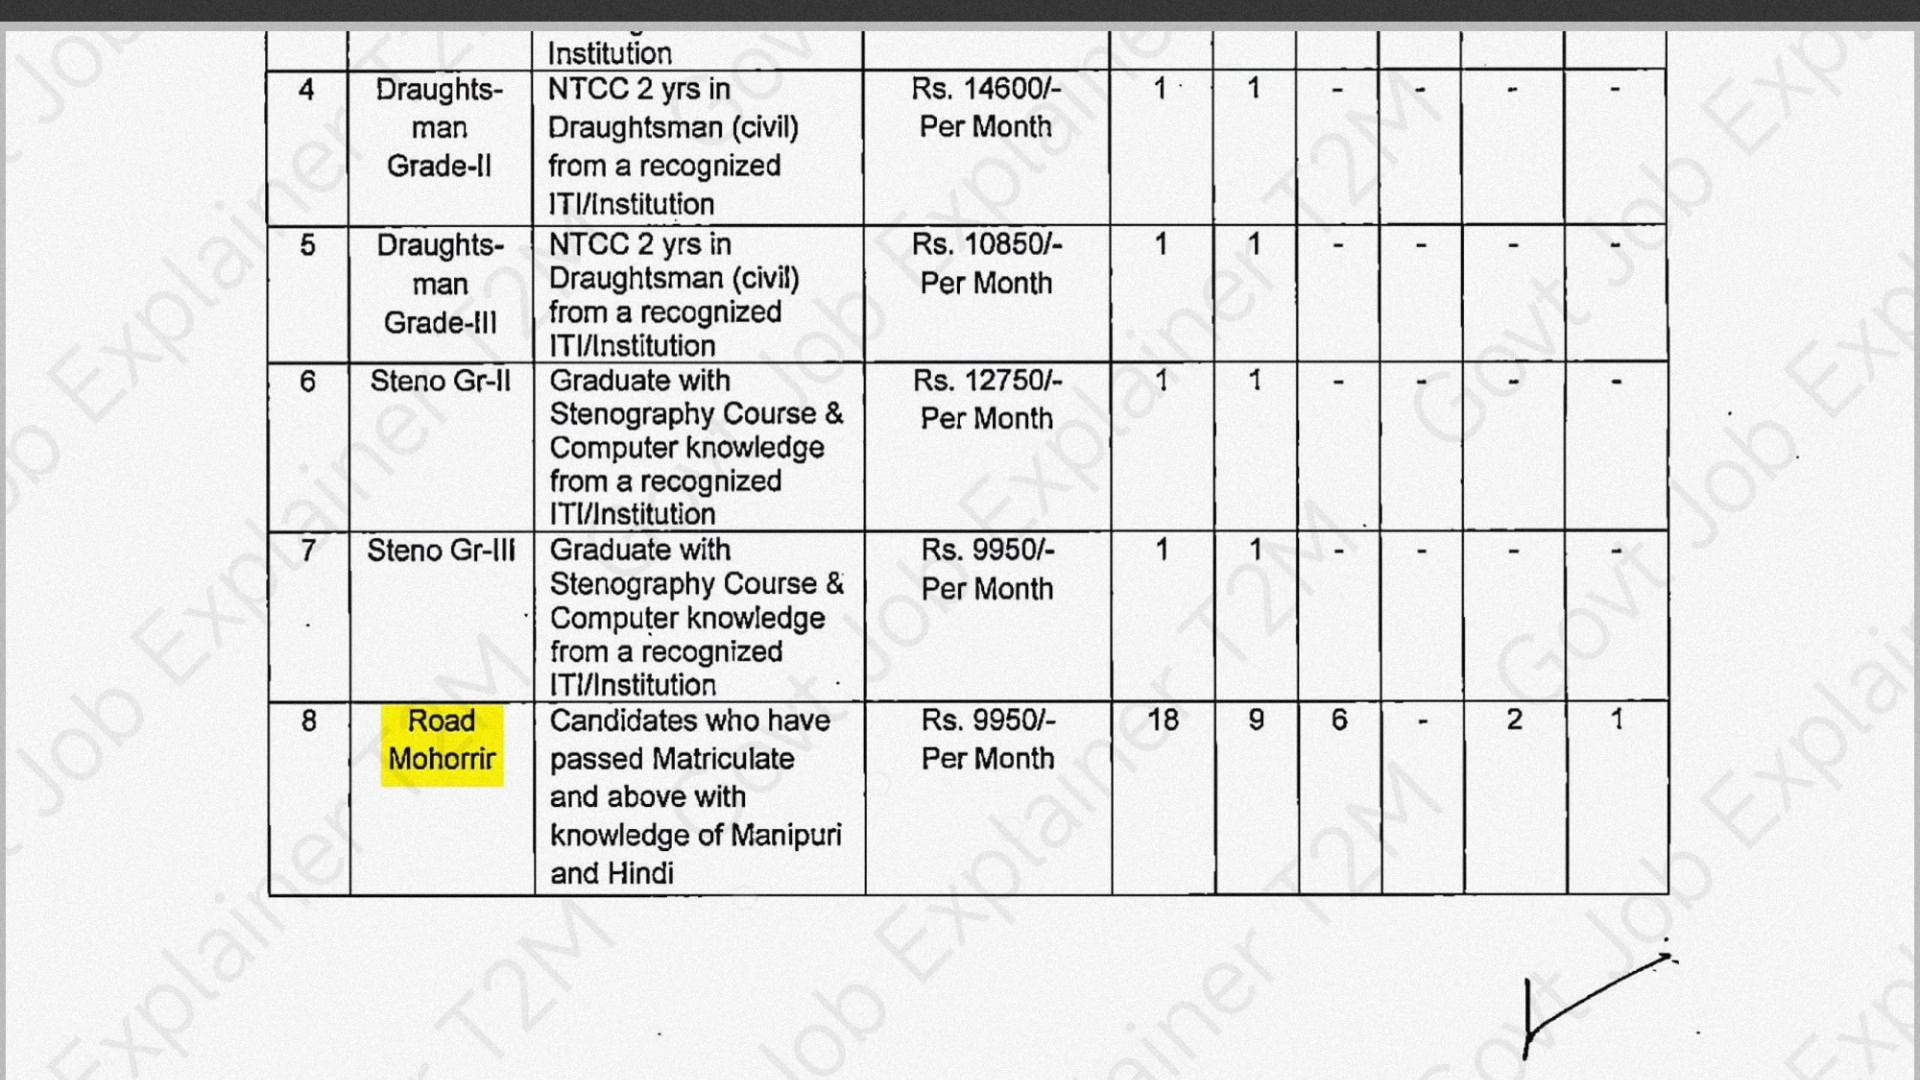 Institution
4 Draughts- NTCC 2 yrs in Rs. 14600/- 1 1 - - - -
man Draughtsman (civil) Per Month
Grade-II from a recognized
ITI/Institution
5 Draughts- NTCC 2 yrs in Rs. 10850/- 1 1 - - - -
man Draughtsman (civil) Per Month
Grade-III from a recognized
ITI/Institution
6 Steno Gr-II Graduate with Rs. 12750/- 1 1 - - - -
Stenography Course & Per Month
Computer knowledge
from a recognized
ITI/Institution
7 Steno Gr-III Graduate with Rs. 9950/- 1 1 - - - -
Stenography Course & Per Month
Computer knowledge
from a recognized
ITI/Institution
8 Road Candidates who have Rs. 9950/- 18 9 6 - 2 1
Mohorrir passed Matriculate Per Month
and above with
knowledge of Manipuri
and Hindi
Govt Job Explainer T2M